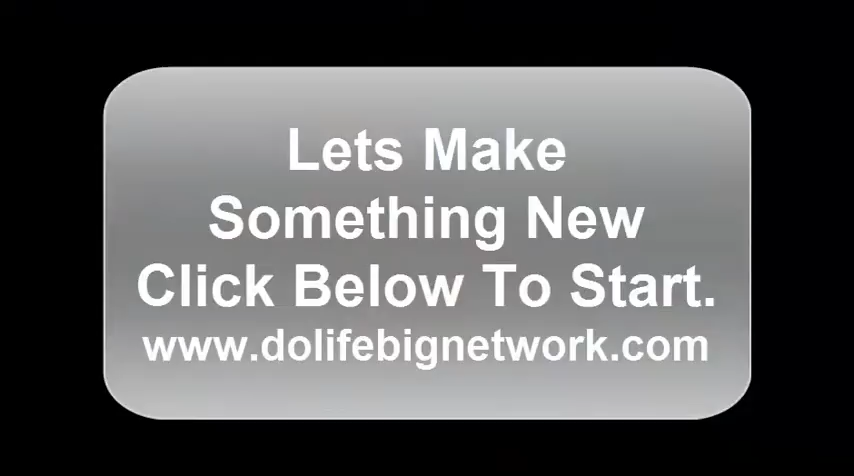 Lets Make
Something New
Click Below To Start.
www.dolifebignetwork.com